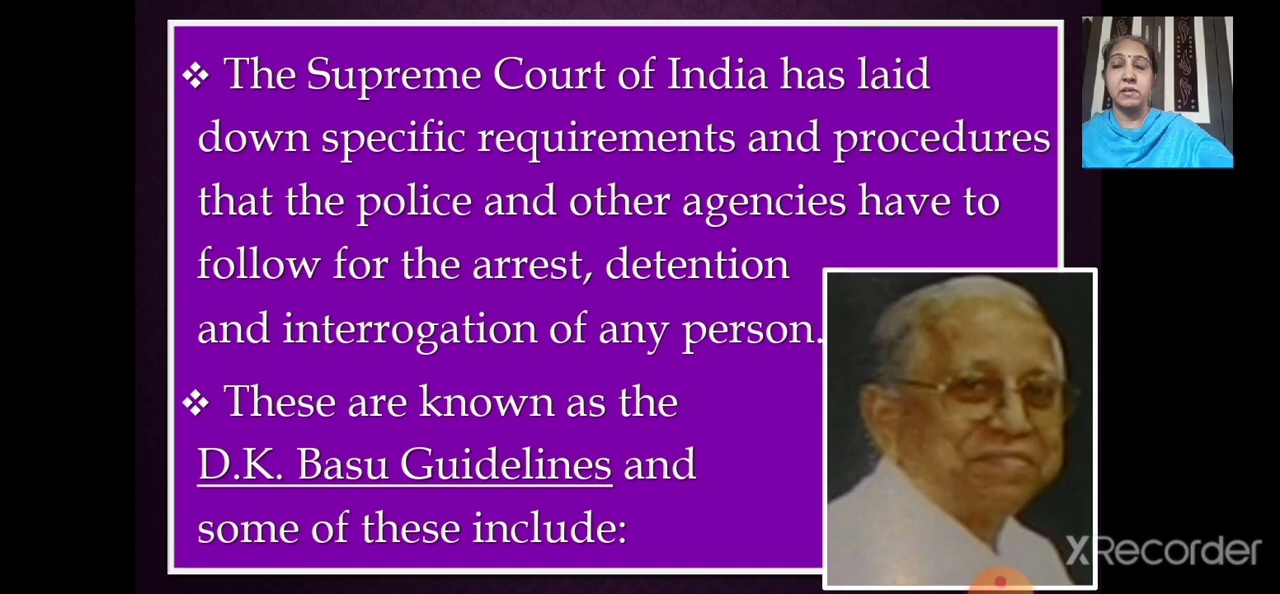 ❖ The Supreme Court of India has laid
down specific requirements and procedures
that the police and other agencies have to
follow for the arrest, detention
and interrogation of any person.
❖ These are known as the
D.K. Basu Guidelines and
some of these include:
XRecorder